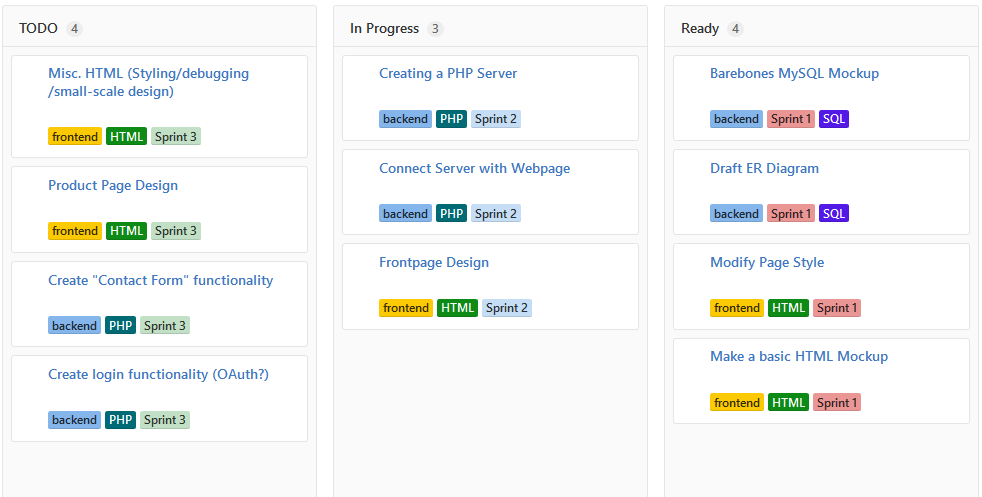 TODO 4
Misc. HTML (Styling/debugging
/small-scale design)
frontend HTML Sprint 3
Product Page Design
frontend HTML Sprint 3
Create "Contact Form" functionality
backend PHP Sprint 3
Create login functionality (OAuth?)
backend PHP Sprint 3
In Progress 3
Creating a PHP Server
backend PHP Sprint 2
Connect Server with Webpage
backend PHP Sprint 2
Frontpage Design
frontend HTML Sprint 2
Ready 4
Barebones MySQL Mockup
backend Sprint 1 SQL
Draft ER Diagram
backend Sprint 1 SQL
Modify Page Style
frontend HTML Sprint 1
Make a basic HTML Mockup
frontend HTML Sprint 1